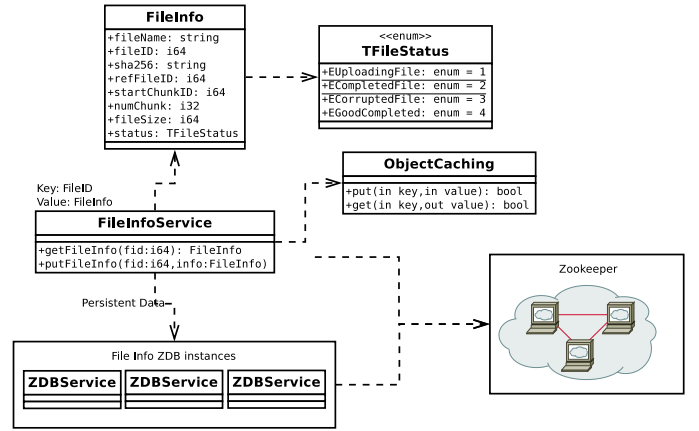 FileInfo
+fileName: string
+fileID: i64
+sha256: string
+refFileID: i64
+startChunkID: i64
+numChunk: i32
+fileSize: i64
+status: TFileStatus
<<enum>>
TFileStatus
+EUploadingFile: enum = 1
+ECompletedFile: enum = 2
+ECorruptedFile: enum = 3
+EGoodCompleted: enum = 4
ObjectCaching
+put(in key,in value): bool
+get(in key,out value): bool
Key: FileID
Value: FileInfo
FileInfoService
+getFileInfo(fid:i64): FileInfo
+putFileInfo(fid:i64,info:FileInfo)
Persistent Data
Zookeeper
File Info ZDB instances
ZDBService
ZDBService
ZDBService